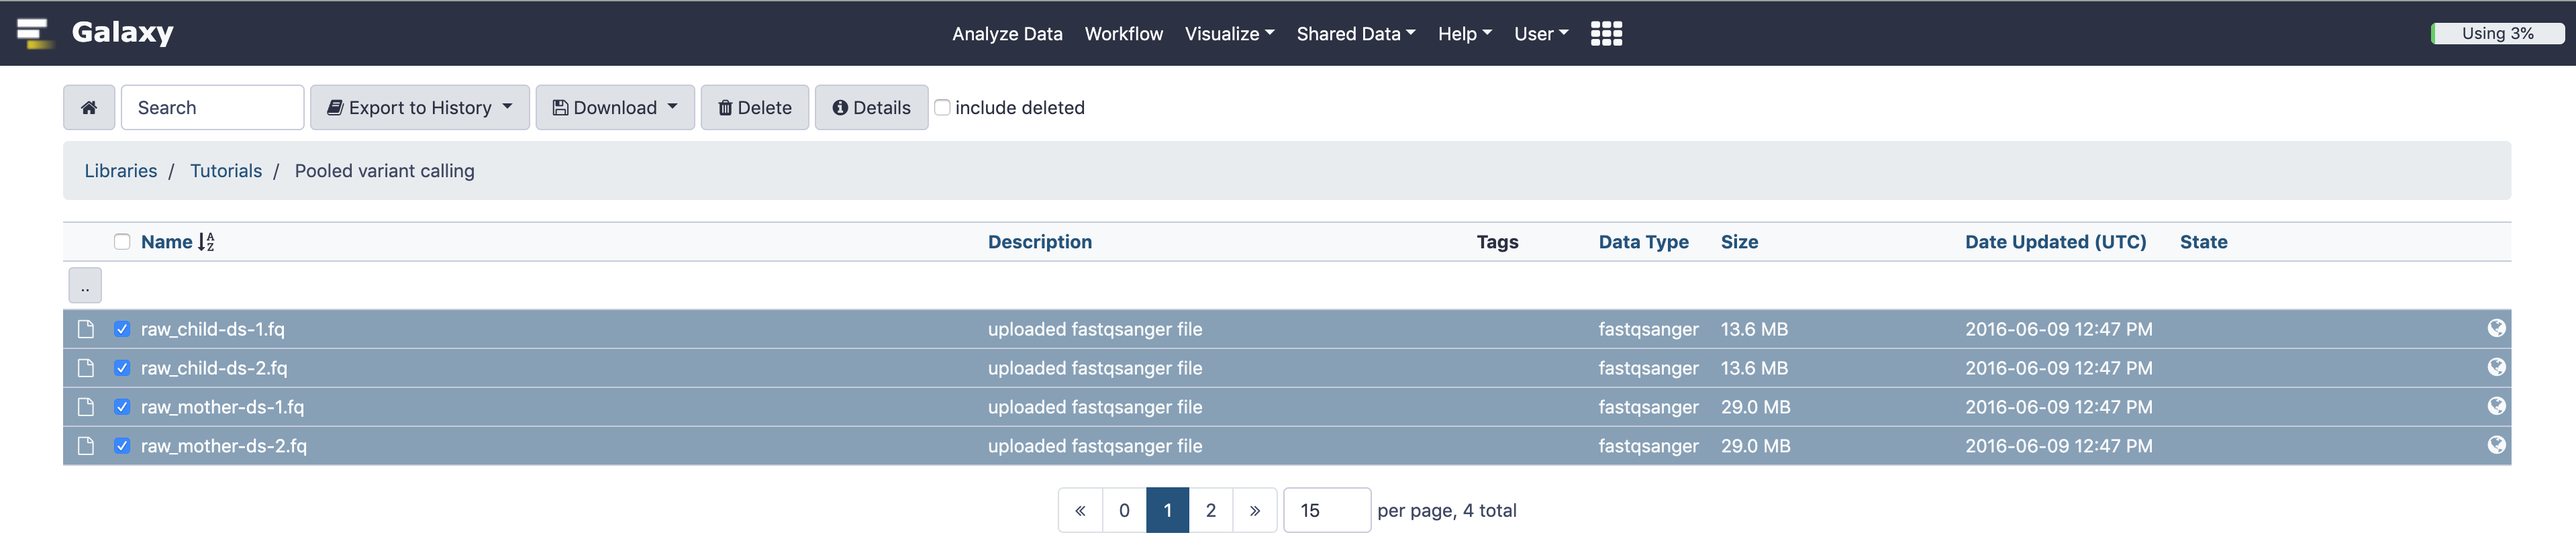 Galaxy Analyze Data Workflow Visualize Shared Data Help User Using 3%
Search Export to History Download Delete Details include deleted
Libraries / Tutorials / Pooled variant calling
Name Description Tags Data Type Size Date Updated (UTC) State
..
raw_child-ds-1.fq uploaded fastqsanger file fastqsanger 13.6 MB 2016-06-09 12:47 PM
raw_child-ds-2.fq uploaded fastqsanger file fastqsanger 13.6 MB 2016-06-09 12:47 PM
raw_mother-ds-1.fq uploaded fastqsanger file fastqsanger 29.0 MB 2016-06-09 12:47 PM
raw_mother-ds-2.fq uploaded fastqsanger file fastqsanger 29.0 MB 2016-06-09 12:47 PM
« 0 1 2 » 15 per page, 4 total